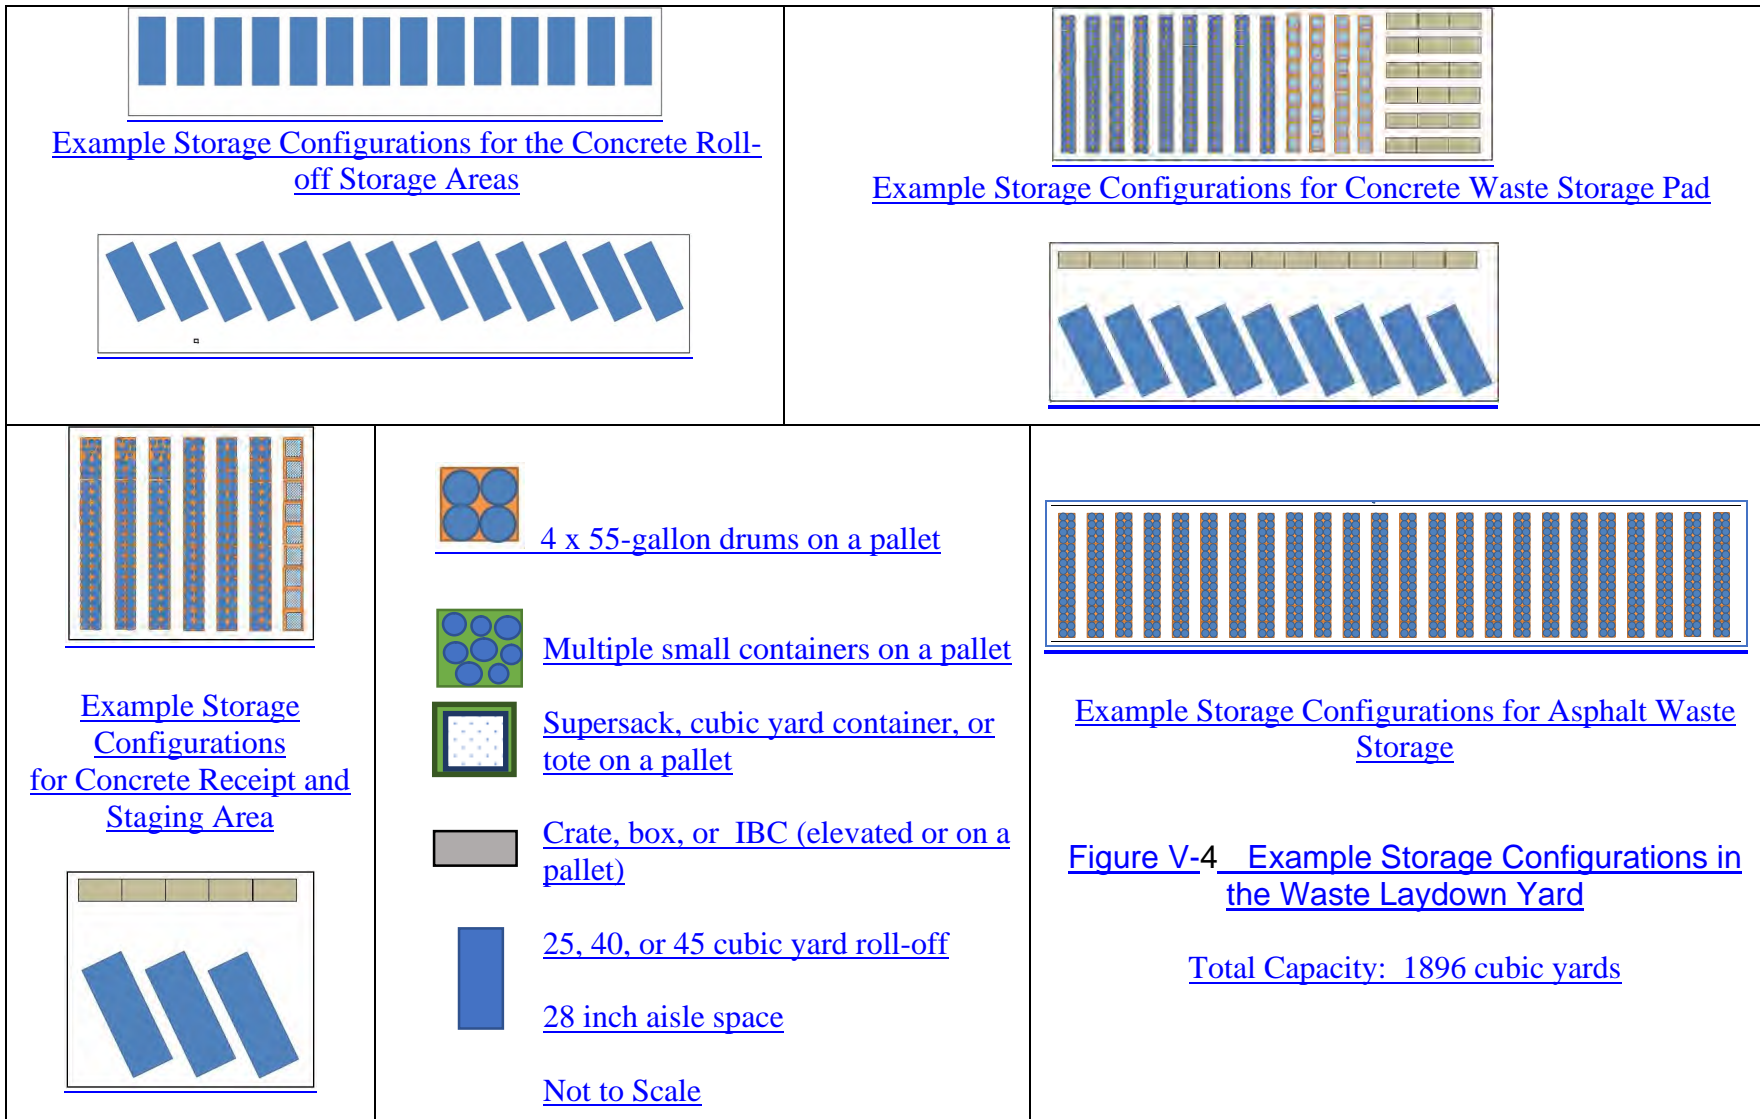 Example Storage Configurations for the Concrete Roll-
off Storage Areas
Example Storage Configurations for Concrete Waste Storage Pad
Example Storage
Configurations
for Concrete Receipt and
Staging Area
4 x 55-gallon drums on a pallet
Multiple small containers on a pallet
Supersack, cubic yard container, or
tote on a pallet
Crate, box, or  IBC (elevated or on a
pallet)
25, 40, or 45 cubic yard roll-off
28 inch aisle space
Not to Scale
Example Storage Configurations for Asphalt Waste
Storage
Figure V-4   Example Storage Configurations in
the Waste Laydown Yard
Total Capacity:  1896 cubic yards